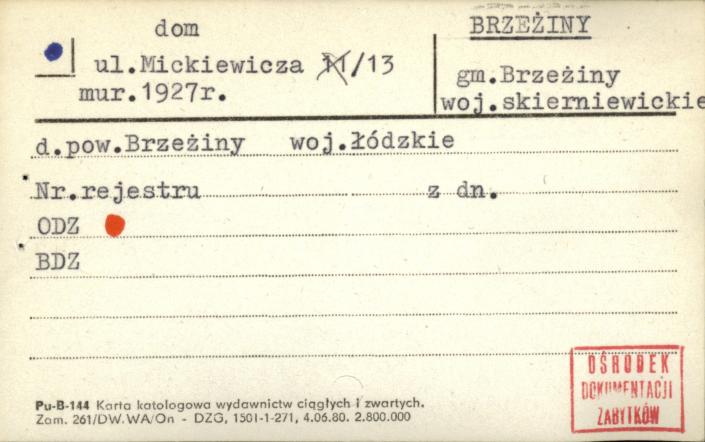 dom
BRZEŻINY
ul.Mickiewicza 11/13
gm.Brzeżiny
mur.1927r.
woj.skierniewickie
d.pow.Brzeżiny woj.łódzkie
Nr.rejestru z dn.
ODZ
BDZ
OŚRODEK
DOKUMENTACJI
ZABYTKÓW
Pu-B-144 Karta katologowa wydawnictw ciągłych i zwartych.
Zam. 261/DW.WA/On - DZG, 1501-1-271, 4.06.80. 2.800.000